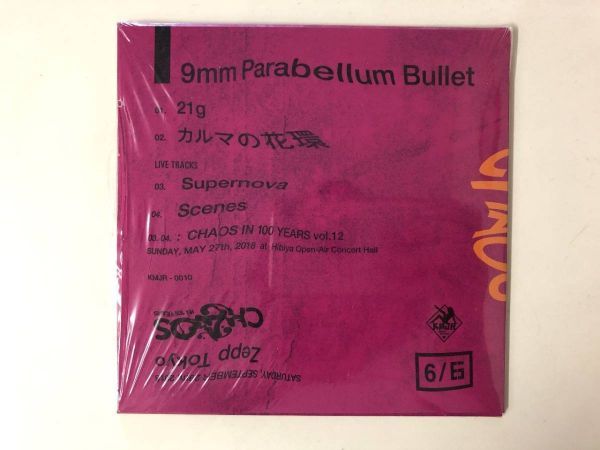 9mm Parabellum Bullet
01. 21g
02. カルマの花環
LIVE TRACKS
03. Supernova
04. Scenes
03. 04. : CHAOS IN 100 YEARS vol.12
SUNDAY, MAY 27th, 2018 at Hibiya Open-Air Concert Hall
KMJR - 0010
CHAOS
Zepp Tokyo
SATURDAY, SEPTEMBER
KMJR
6/6